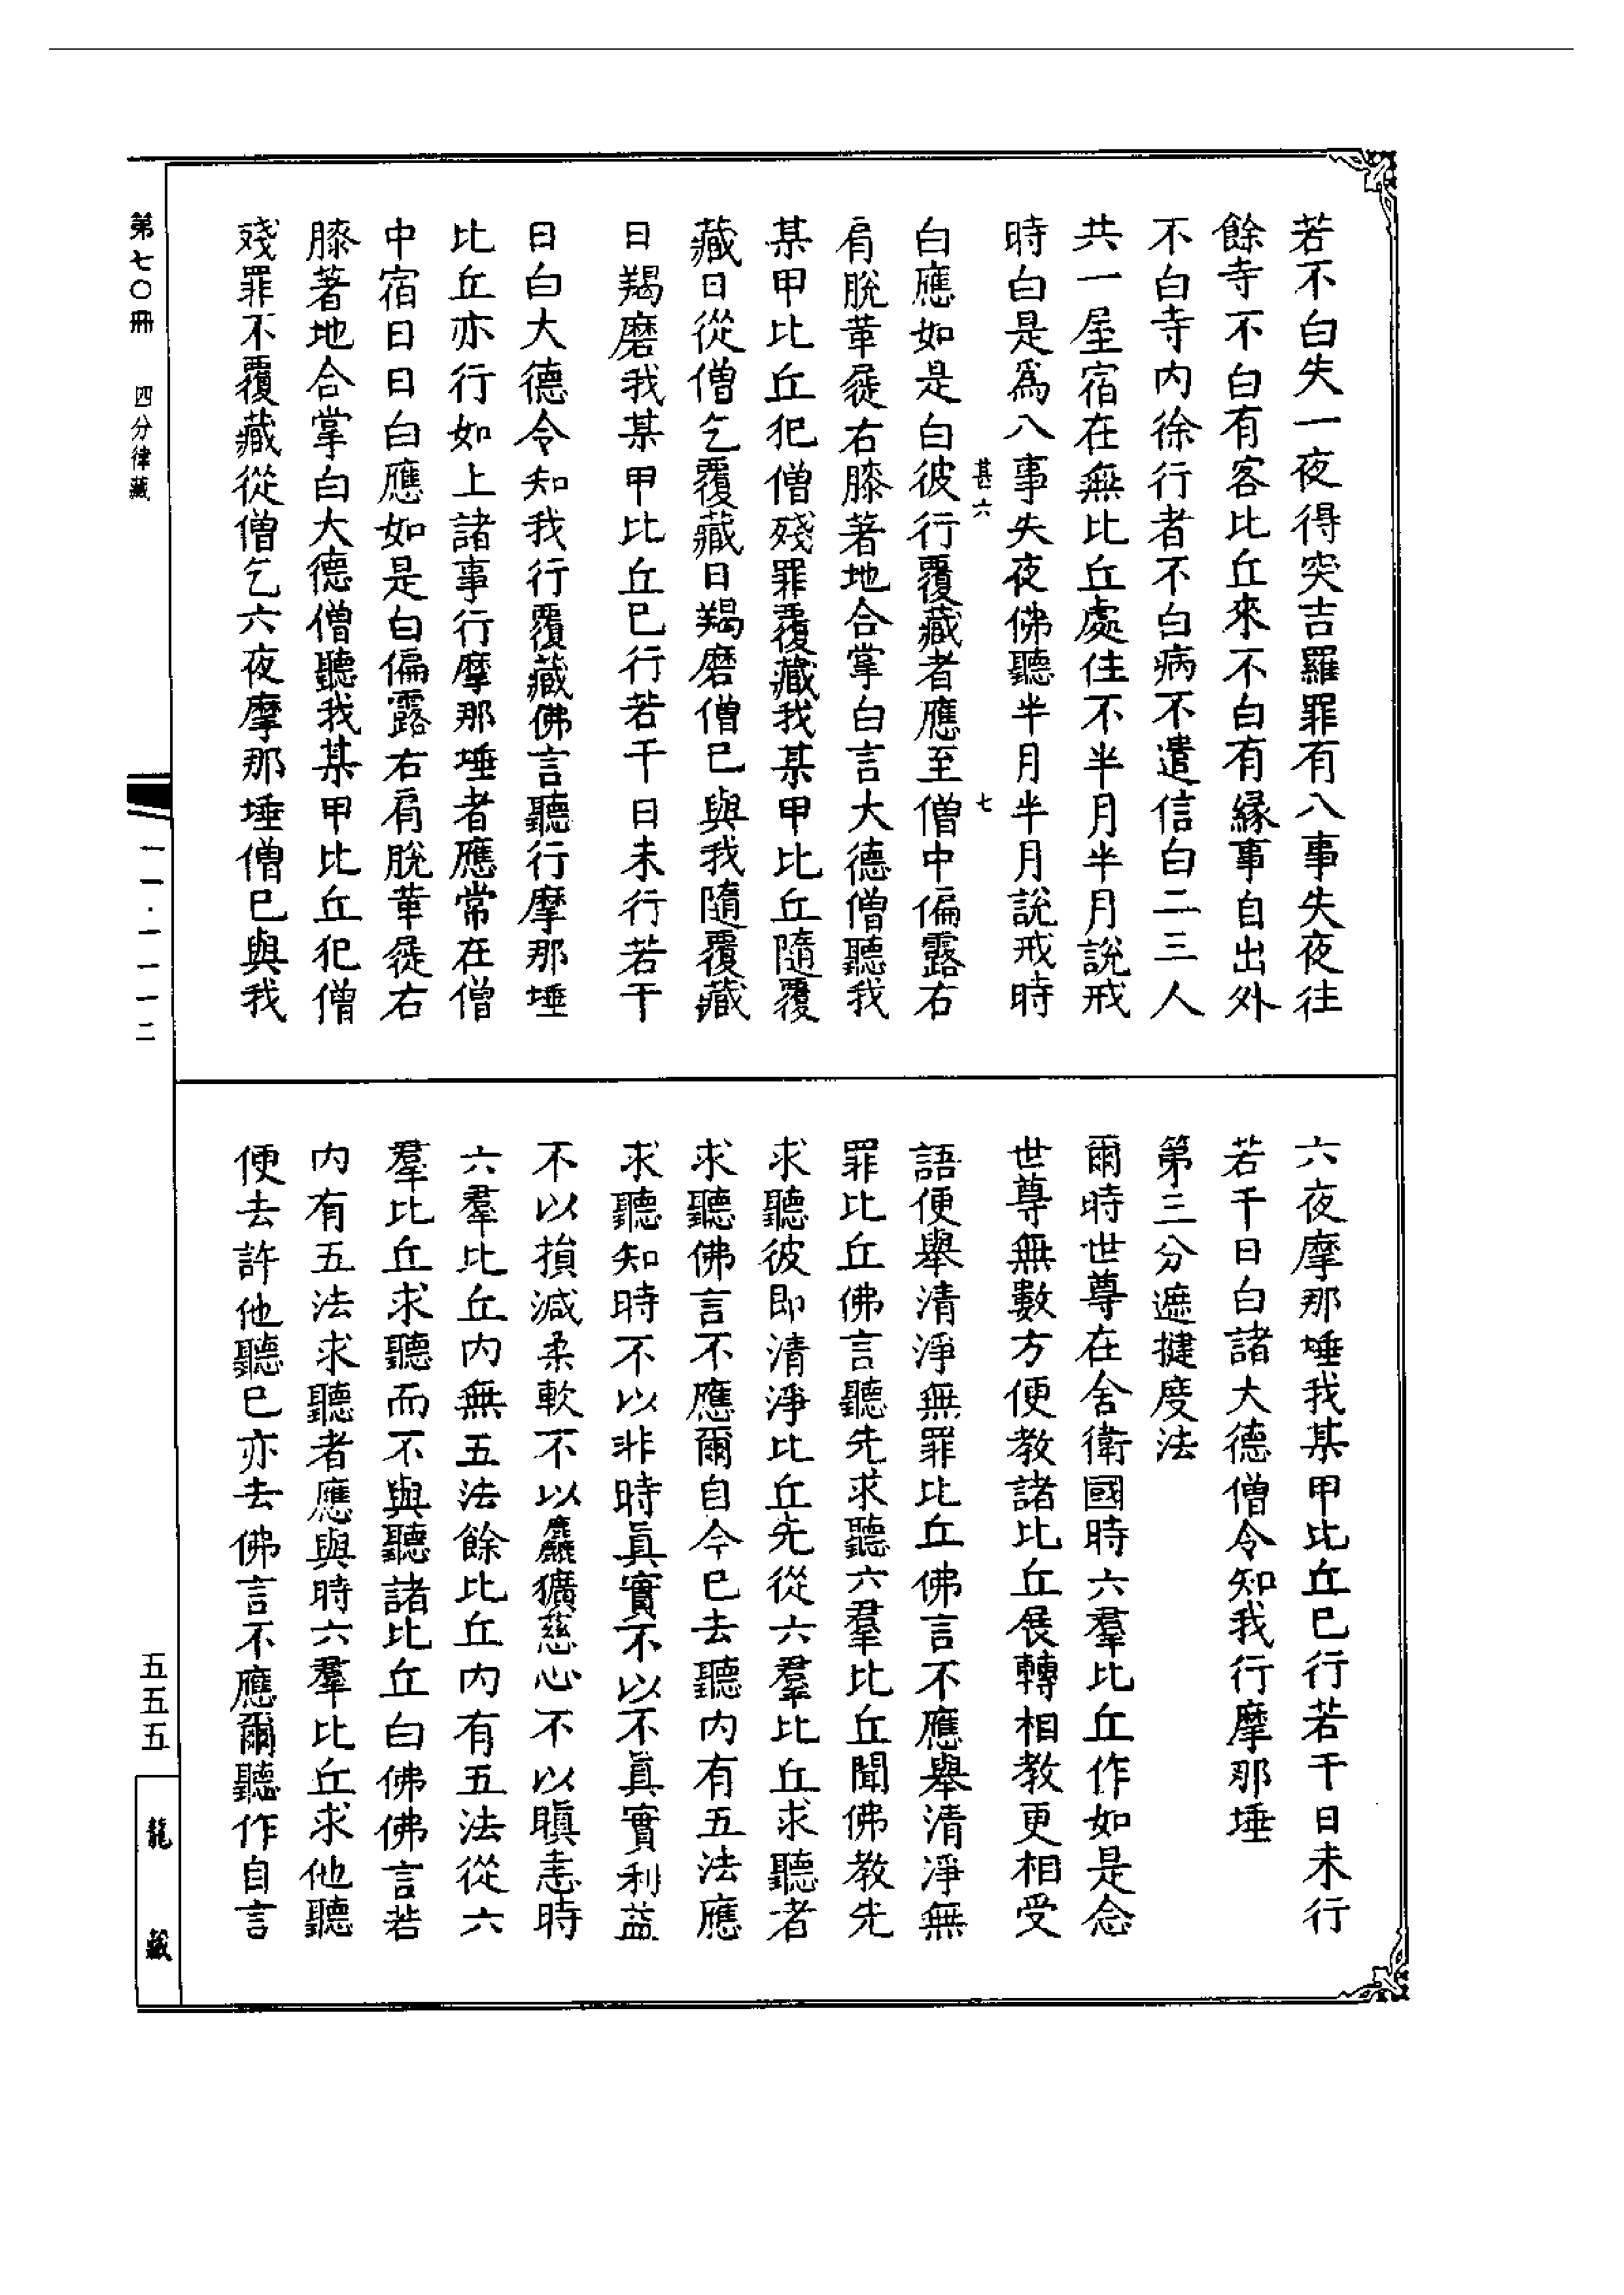 若不白失一夜得突吉羅罪有八事失夜往
餘寺不白有客比丘來不白有緣事自出外
不白寺內徐行者不白病不遣信白二三人
共一屋宿在無比丘處住不半月半月說戒
時白是爲八事失夜佛聽半月半月說戒時
甚六
七
白應如是白彼行覆藏者應至僧中偏露右
肩脫革屣右膝著地合掌白言大德僧聽我
某甲比丘犯僧殘罪覆藏我某甲比丘隨覆
藏日從僧乞覆藏日羯磨僧已與我隨覆藏
日羯磨我某甲比丘已行若干日未行若干
日白大德令知我行覆藏佛言聽行摩那埵
比丘亦行如上諸事行摩那埵者應常在僧
中宿日日白應如是白偏露右肩脫革屣右
膝著地合掌白大德僧聽我某甲比丘犯僧
殘罪不覆藏從僧乞六夜摩那埵僧已與我
六夜摩那埵我某甲比丘已行若干日未行
若干日白諸大德僧令知我行摩那埵
第三分遮揵度法
爾時世尊在舍衛國時六羣比丘作如是念
世尊無數方便教諸比丘展轉相教更相受
語便舉清淨無罪比丘佛言不應舉清淨無
罪比丘佛言聽先求聽六羣比丘聞佛教先
求聽彼即清淨比丘先從六羣比丘求聽者
求聽佛言不應爾自今已去聽內有五法應
求聽知時不以非時眞實不以不眞實利益
不以損減柔軟不以麤獷慈心不以瞋恚時
六羣比丘內無五法餘比丘內有五法從六
羣比丘求聽而不與聽諸比丘白佛佛言若
內有五法求聽者應與時六羣比丘求他聽
便去許他聽已亦去佛言不應爾聽作自言
第七〇冊 四分律藏
一一·一一一二
五五五
龍藏